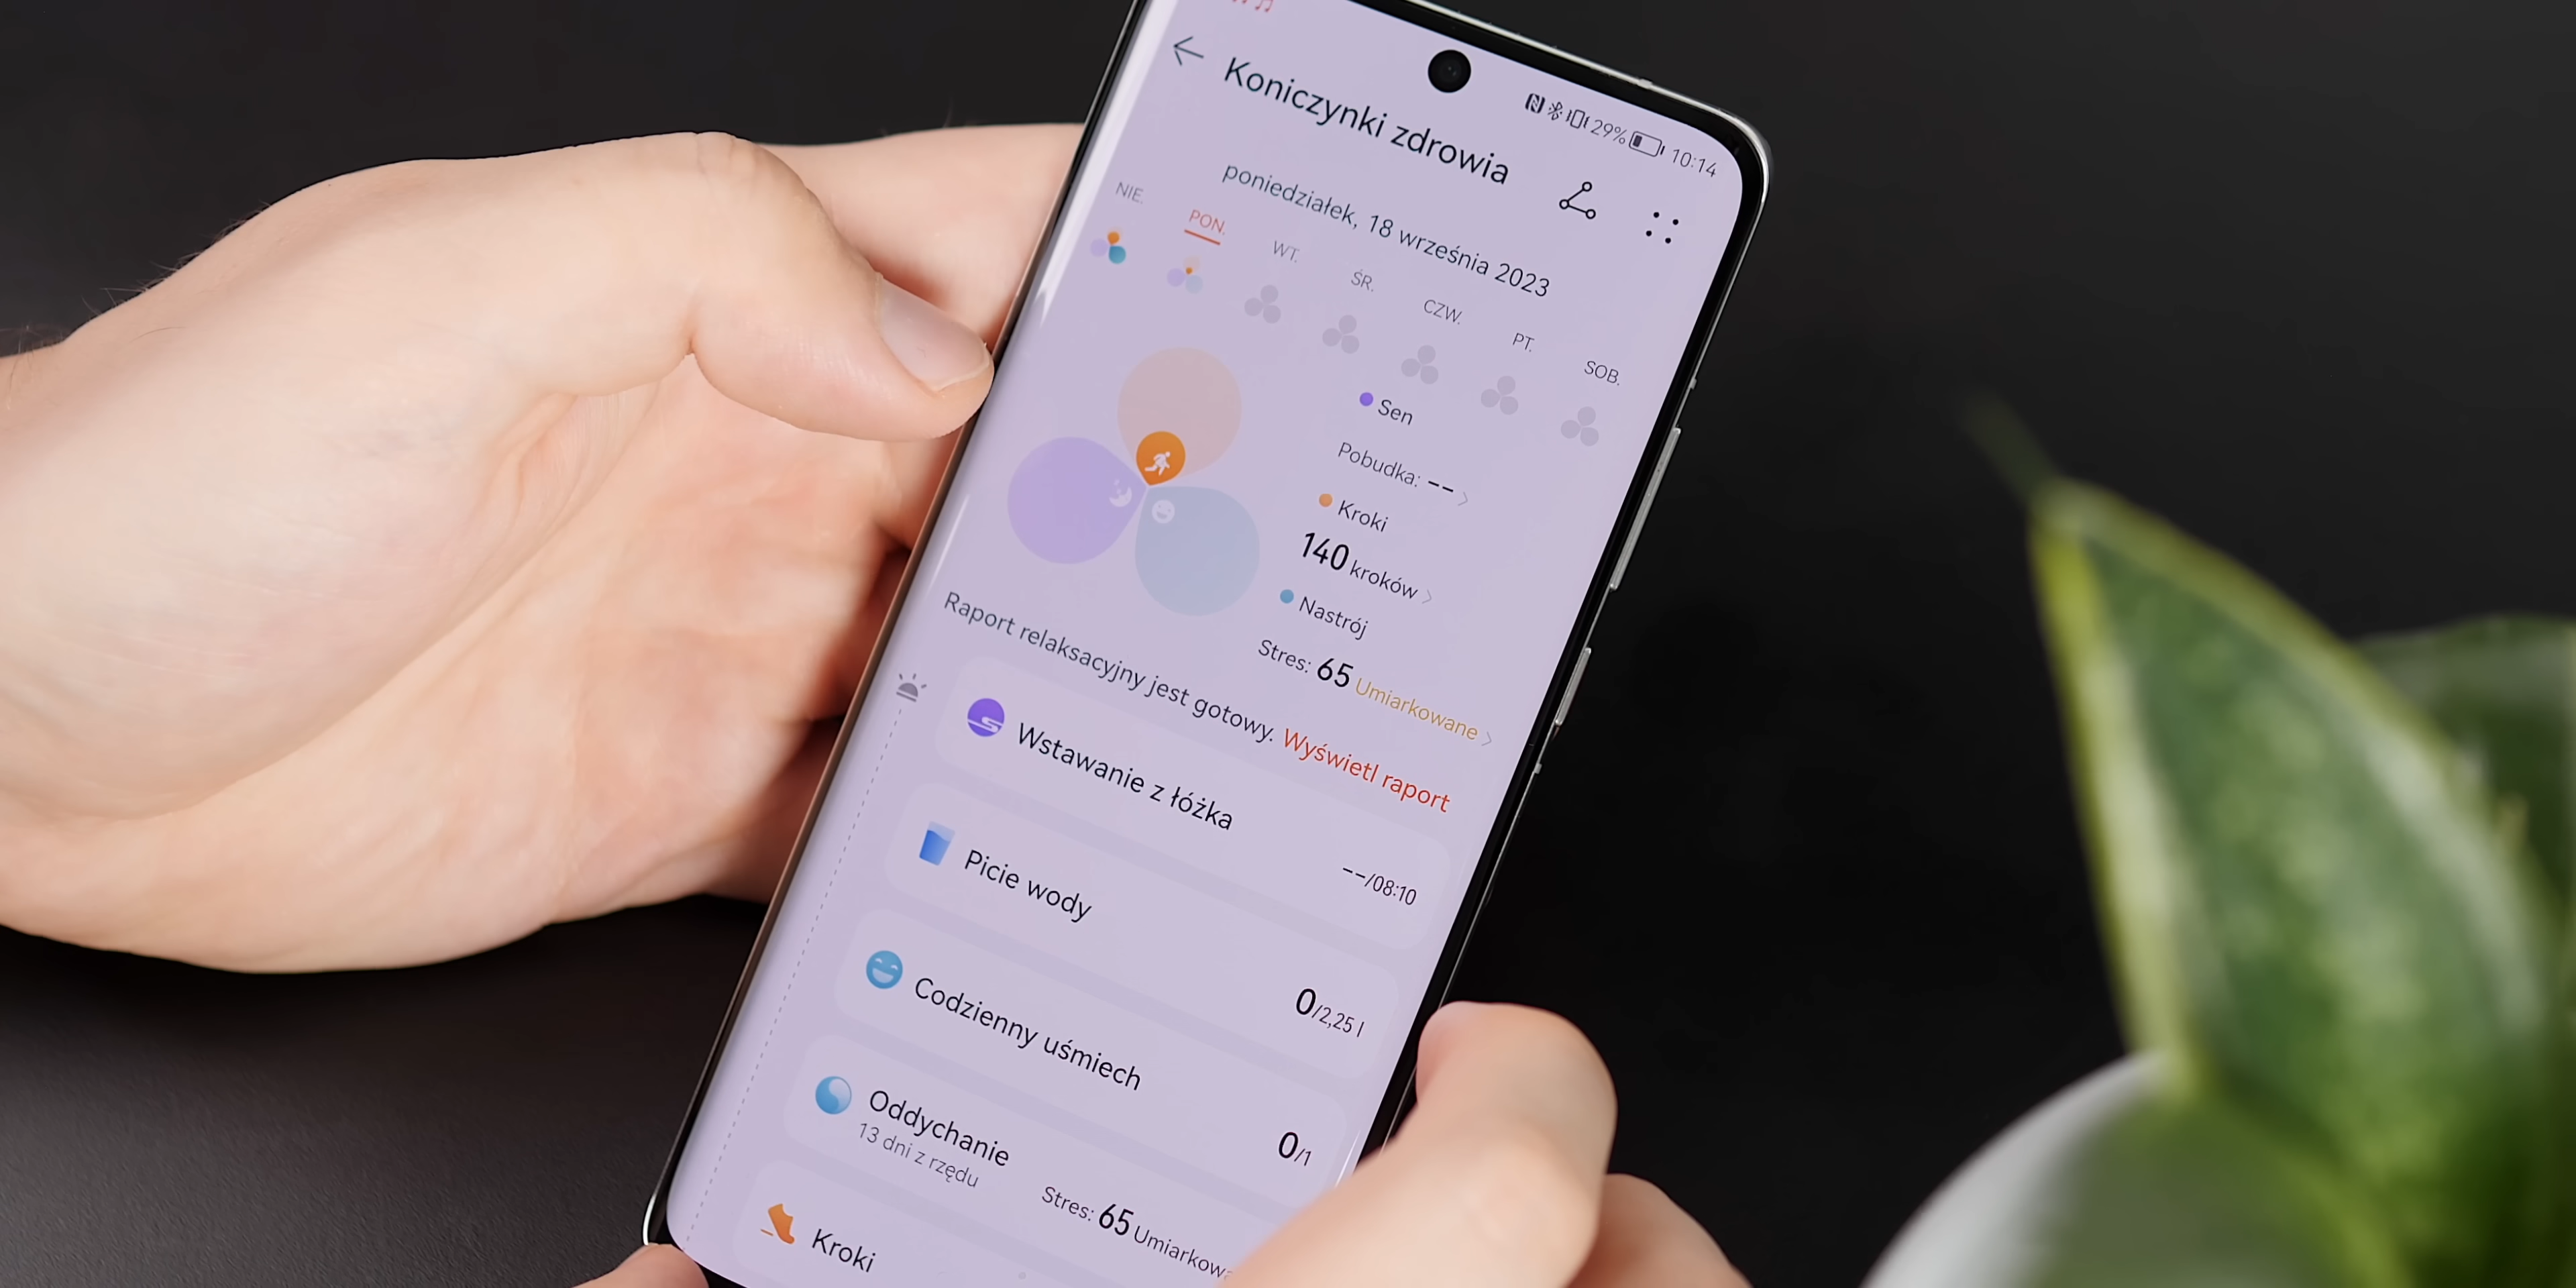 29% 10:14
Koniczynki zdrowia
poniedziałek, 18 września 2023
NIE. PON. WT. ŚR. CZW. PT. SOB.
Sen
Pobudka: --
Kroki
140 kroków
Nastrój
Stres: 65 Umiarkowane
Raport relaksacyjny jest gotowy. Wyświetl raport
Wstawanie z łóżka
--/08:10
Picie wody
0/2,25 l
Codzienny uśmiech
0/1
Oddychanie
13 dni z rzędu
Stres: 65 Umiarkowa
Kroki